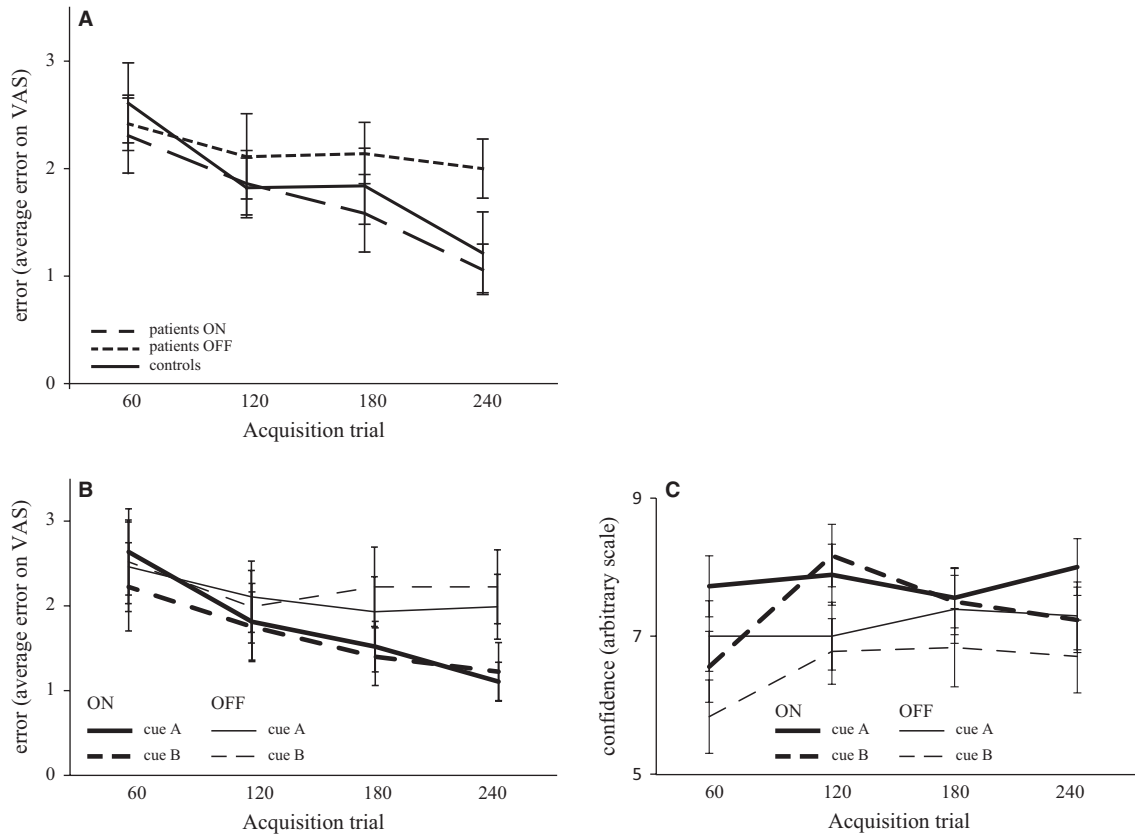 A
error (average error on VAS)
3
2
1
0
patients ON
patients OFF
controls
60 120 180 240
Acquisition trial
B
error (average error on VAS)
3
2
1
0
ON OFF
cue A cue A
cue B cue B
60 120 180 240
Acquisition trial
C
confidence (arbitrary scale)
9
7
5
ON OFF
cue A cue A
cue B cue B
60 120 180 240
Acquisition trial